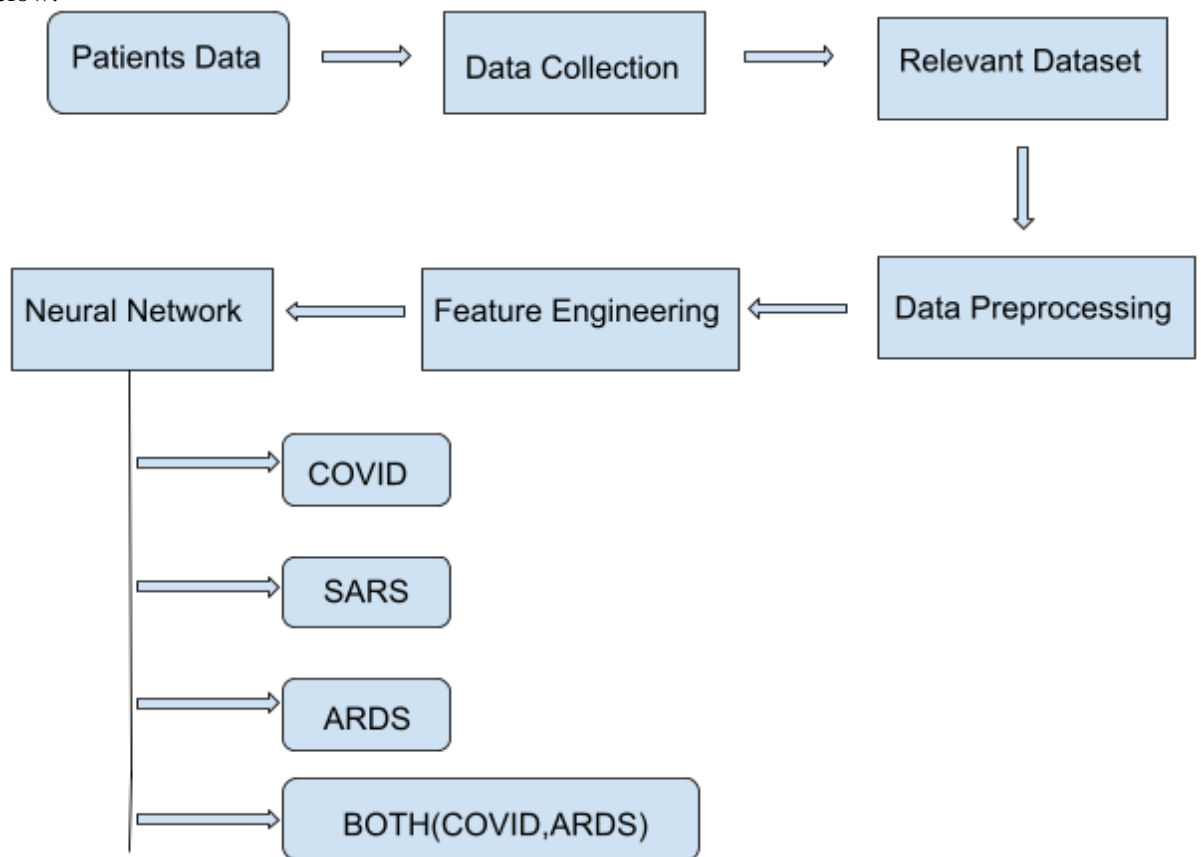 Patients Data
Data Collection
Relevant Dataset
Data Preprocessing
Feature Engineering
Neural Network
COVID
SARS
ARDS
BOTH(COVID,ARDS)